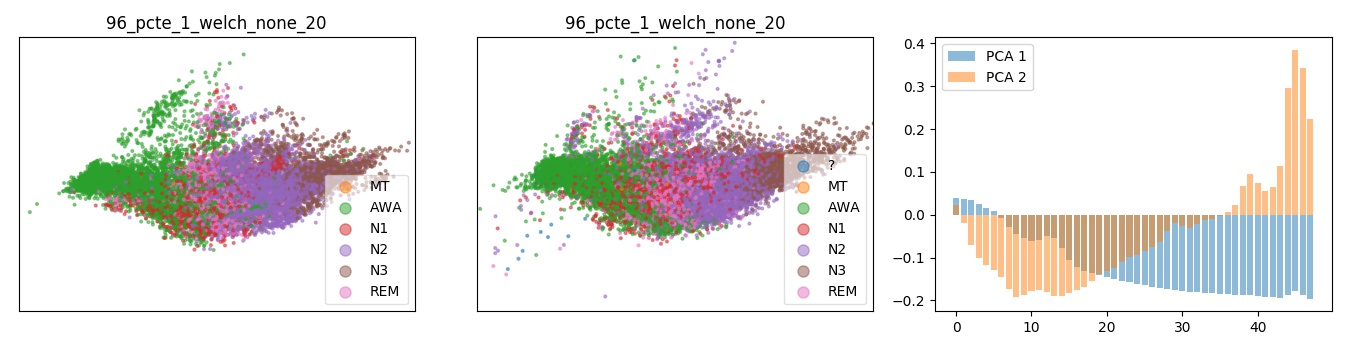 96_pcte_1_welch_none_20
MT
AWA
N1
N2
N3
REM
96_pcte_1_welch_none_20
?
MT
AWA
N1
N2
N3
REM
PCA 1
PCA 2
0.4
0.3
0.2
0.1
0.0
−0.1
−0.2
0
10
20
30
40